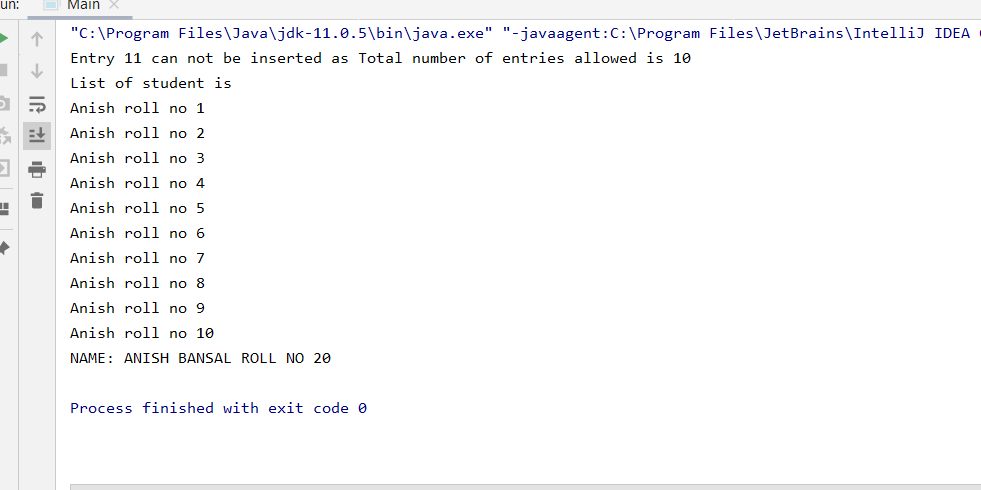 un: Main
"C:\Program Files\Java\jdk-11.0.5\bin\java.exe" "-javaagent:C:\Program Files\JetBrains\IntelliJ IDEA
Entry 11 can not be inserted as Total number of entries allowed is 10
List of student is
Anish roll no 1
Anish roll no 2
Anish roll no 3
Anish roll no 4
Anish roll no 5
Anish roll no 6
Anish roll no 7
Anish roll no 8
Anish roll no 9
Anish roll no 10
NAME: ANISH BANSAL ROLL NO 20
Process finished with exit code 0